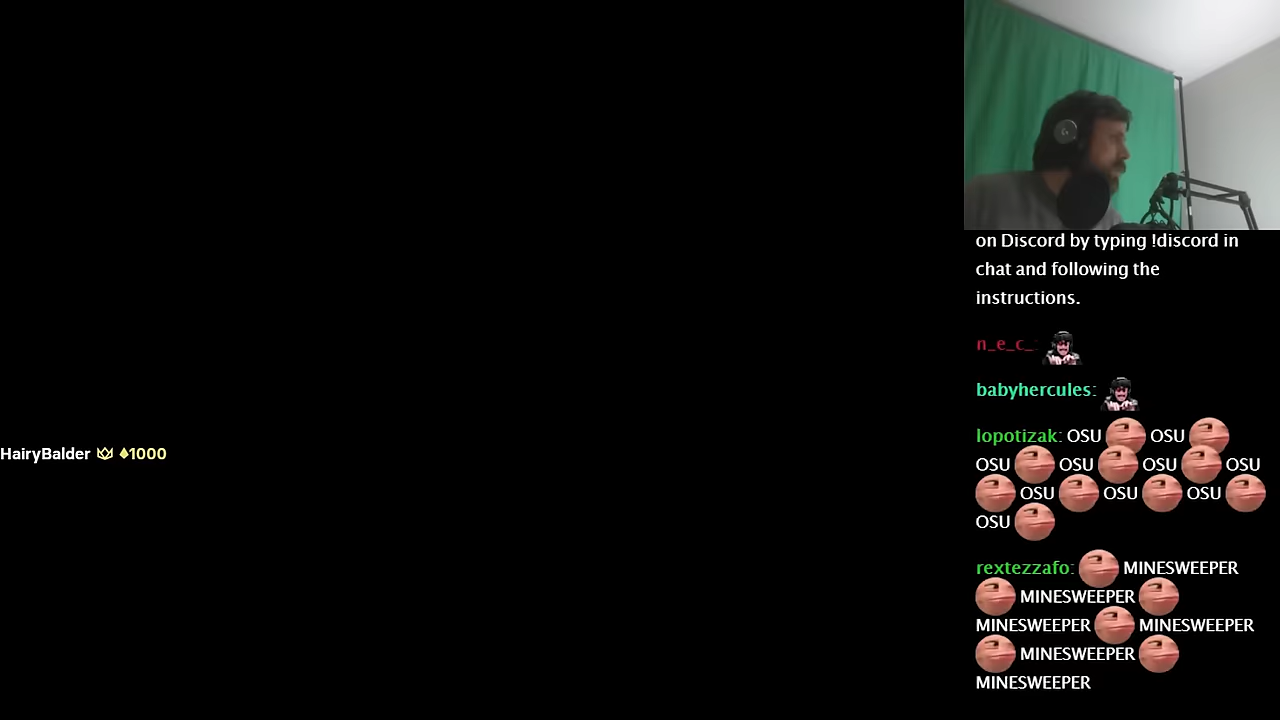 on Discord by typing !discord in
chat and following the
instructions.
n_e_c_:
babyhercules:
HairyBalder 1000
lopotizak: OSU OSU
OSU OSU OSU OSU
OSU OSU OSU
OSU
rextezzafo: MINESWEEPER
MINESWEEPER
MINESWEEPER MINESWEEPER
MINESWEEPER
MINESWEEPER